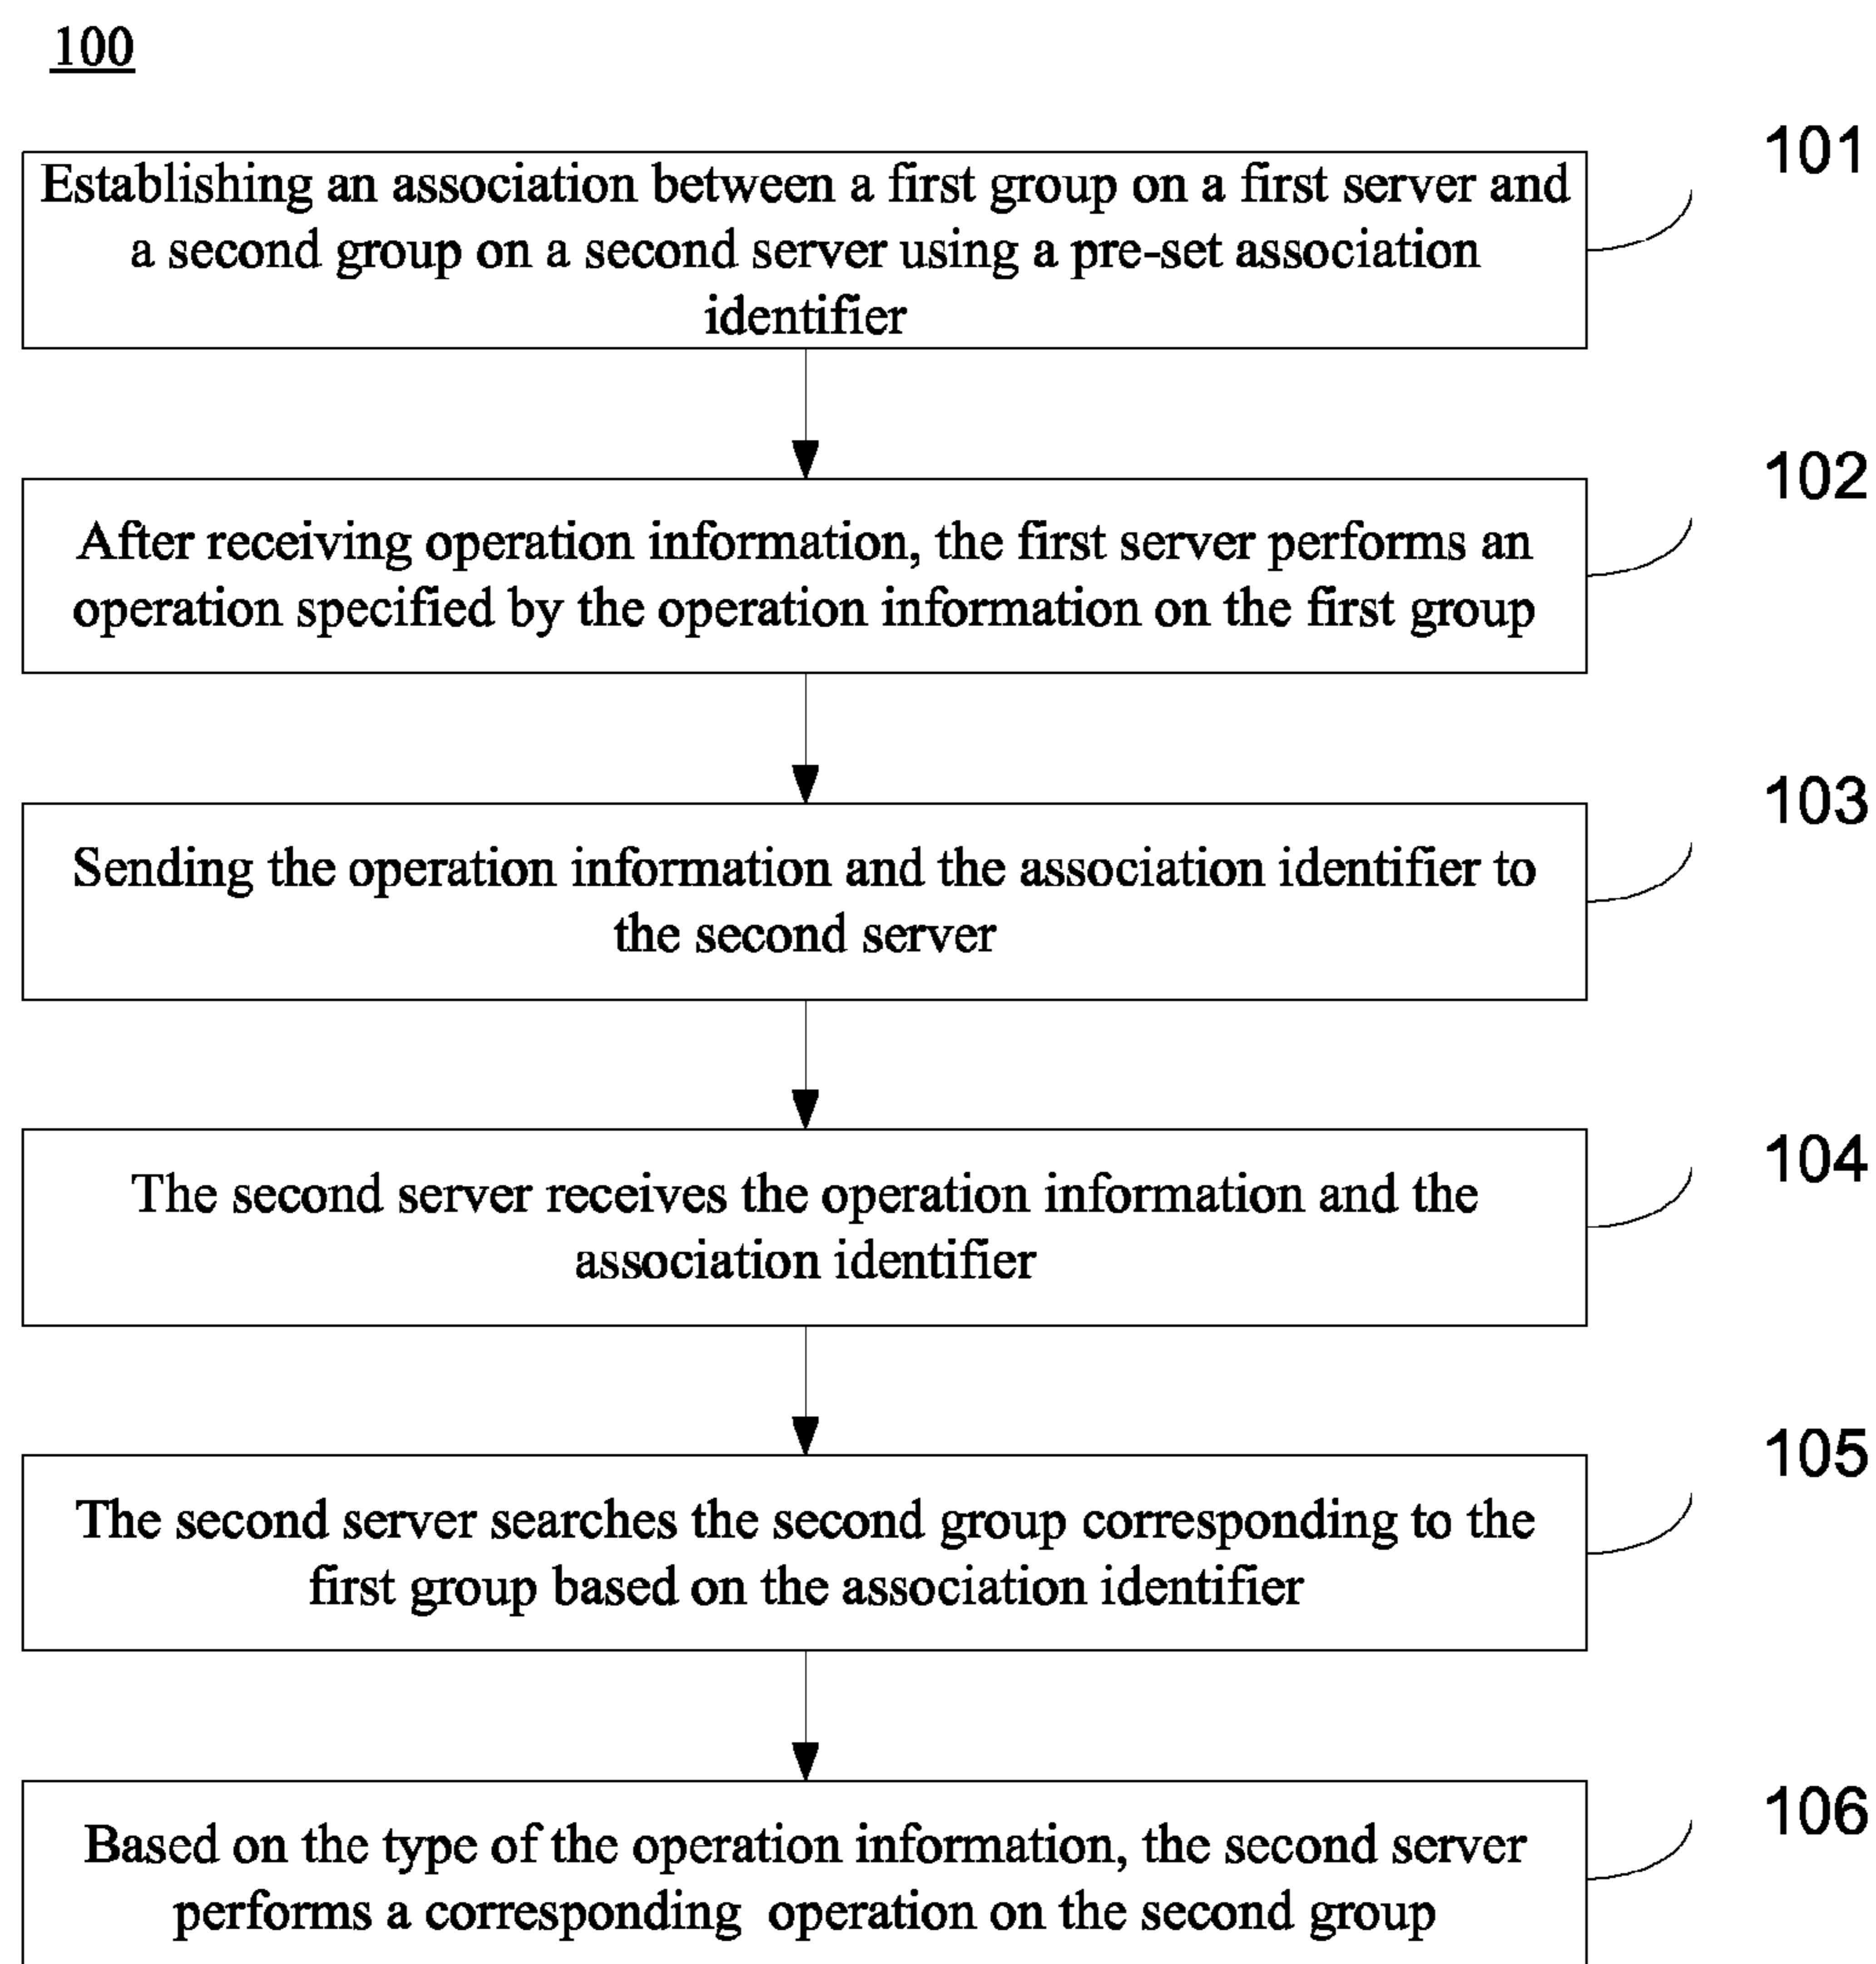 100
101
Establishing an association between a first group on a first server and
a second group on a second server using a pre-set association
identifier
102
After receiving operation information, the first server performs an
operation specified by the operation information on the first group
103
Sending the operation information and the association identifier to
the second server
104
The second server receives the operation information and the
association identifier
105
The second server searches the second group corresponding to the
first group based on the association identifier
106
Based on the type of the operation information, the second server
performs a corresponding operation on the second group